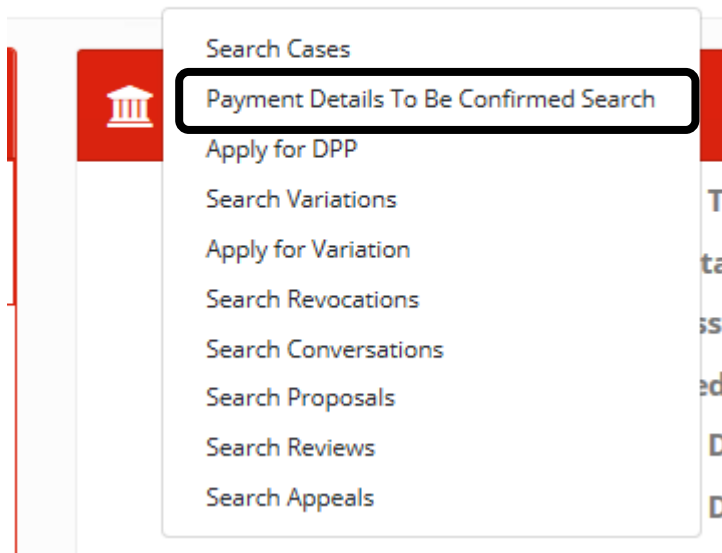 Search Cases
Payment Details To Be Confirmed Search
Apply for DPP
Search Variations
Apply for Variation
Search Revocations
Search Conversations
Search Proposals
Search Reviews
Search Appeals